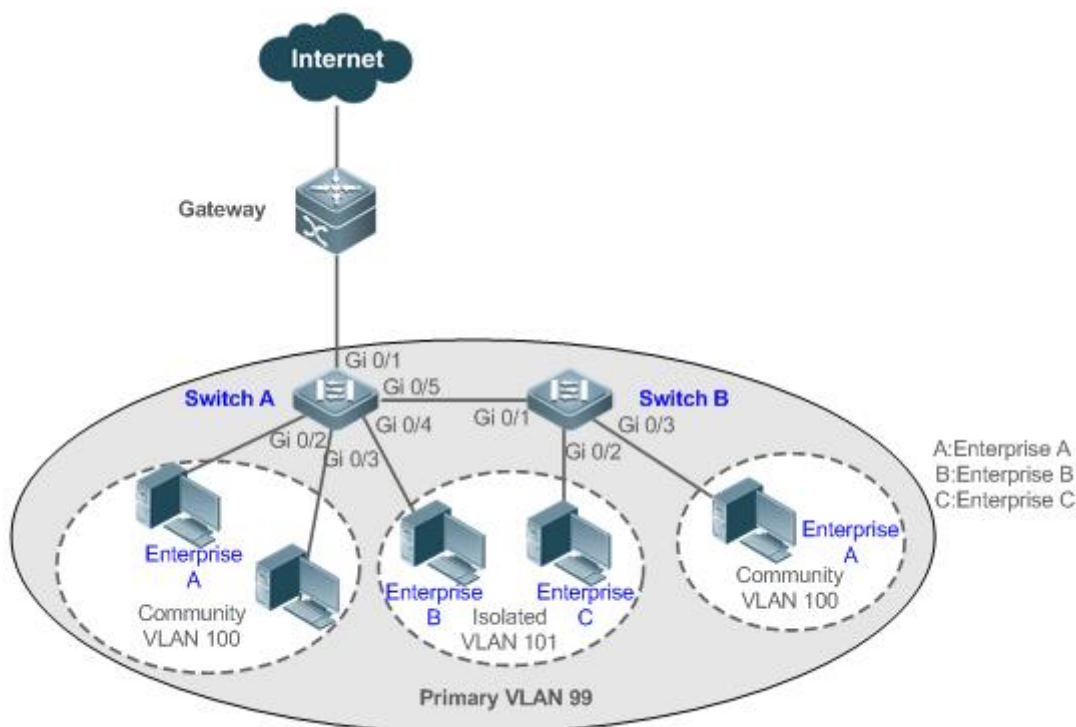 Internet
Gateway
Gi 0/1
Switch A
Gi 0/5
Gi 0/1
Switch B
Gi 0/2
Gi 0/4
Gi 0/3
Gi 0/3
Gi 0/2
A:Enterprise A
B:Enterprise B
C:Enterprise C
Enterprise
A
Community
VLAN 100
Enterprise
B
Isolated
VLAN 101
Enterprise
C
Enterprise
A
Community
VLAN 100
Primary VLAN 99